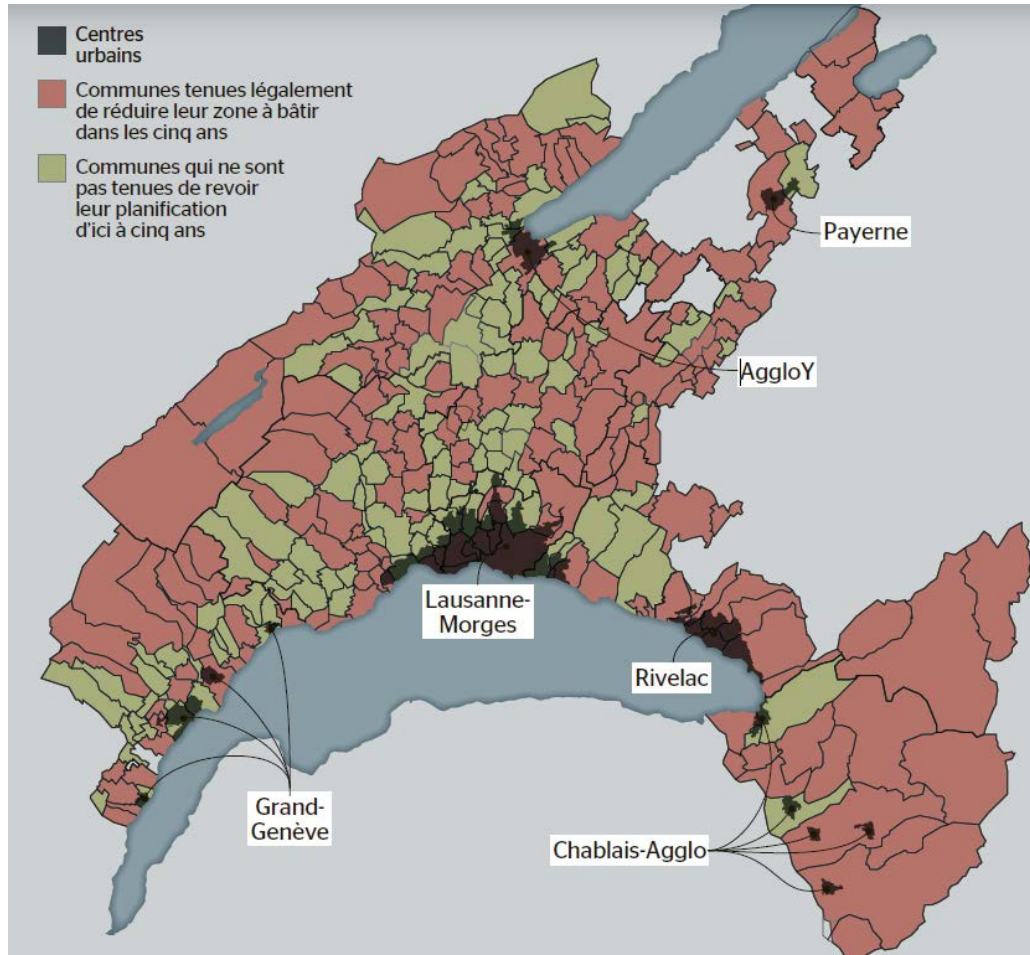 Centres
urbains
Communes tenues légalement
de réduire leur zone à bâtir
dans les cinq ans
Communes qui ne sont
pas tenues de revoir
leur planification
d'ici à cinq ans
Payerne
AggloY
Lausanne-
Morges
Rivelac
Grand-
Genève
Chablais-Agglo